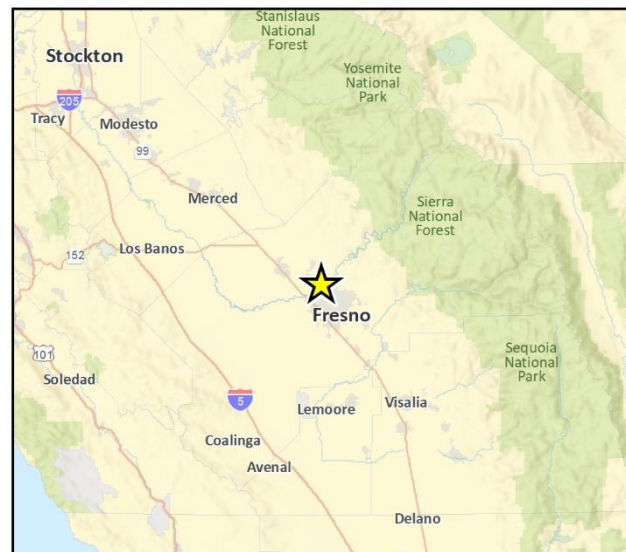 Stanislaus
National
Forest
Stockton
Yosemite
National
Park
205
Tracy
Modesto
99
Merced
Sierra
National
Forest
152
Los Banos
Fresno
101
Soledad
Sequoia
National
Park
5
Lemoore
Visalia
Coalinga
Avenal
Delano